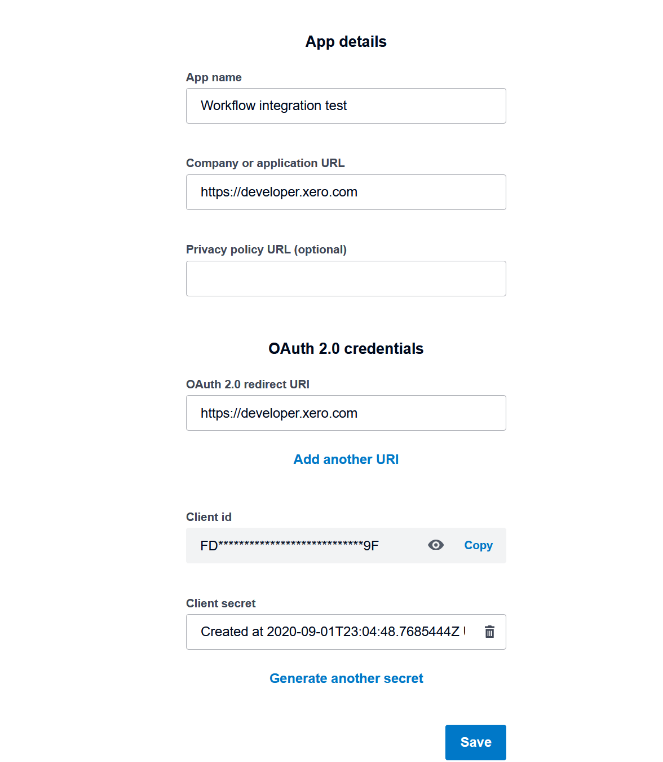 App details
App name
Workflow integration test
Company or application URL
https://developer.xero.com
Privacy policy URL (optional)
OAuth 2.0 credentials
OAuth 2.0 redirect URI
https://developer.xero.com
Add another URI
Client id
FD****************************9F Copy
Client secret
Created at 2020-09-01T23:04:48.7685444Z
Generate another secret
Save